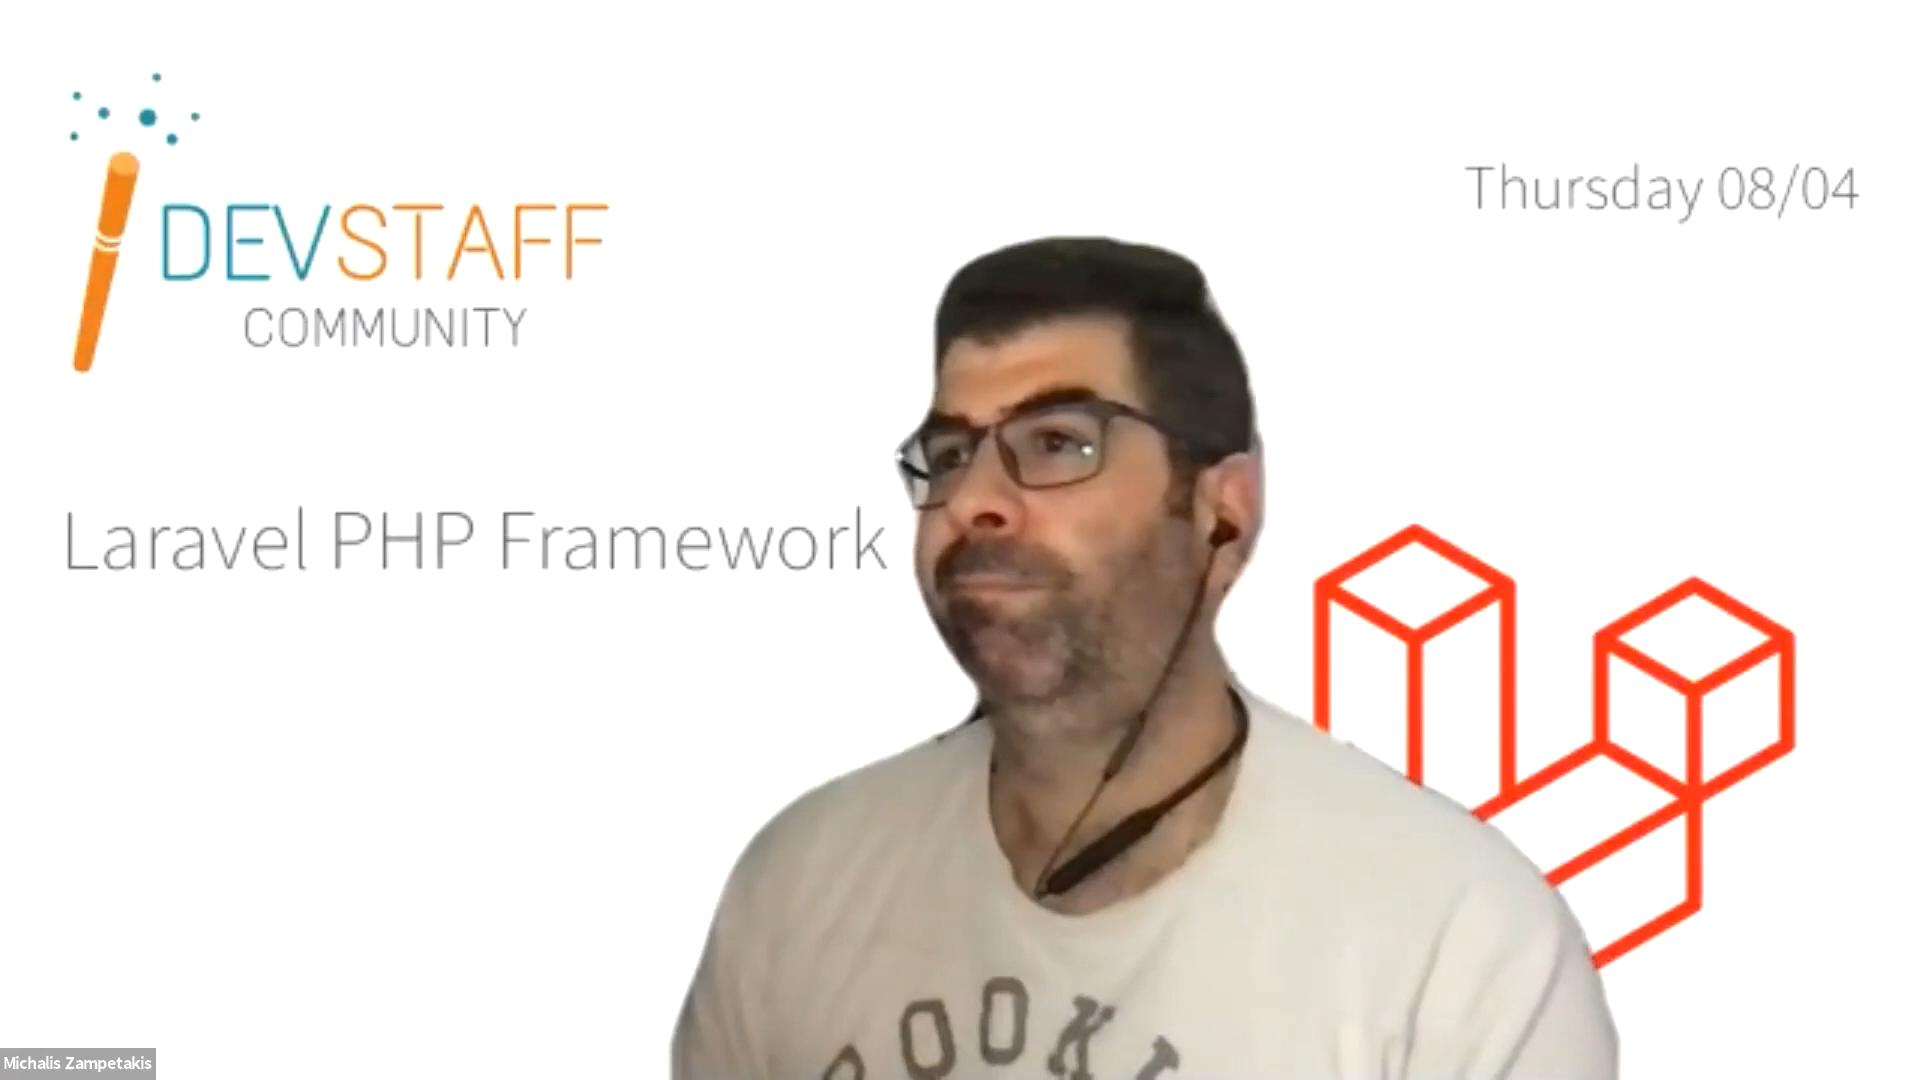 DEVSTAFF
COMMUNITY
Thursday 08/04
Laravel PHP Framework
Michalis Zampetakis